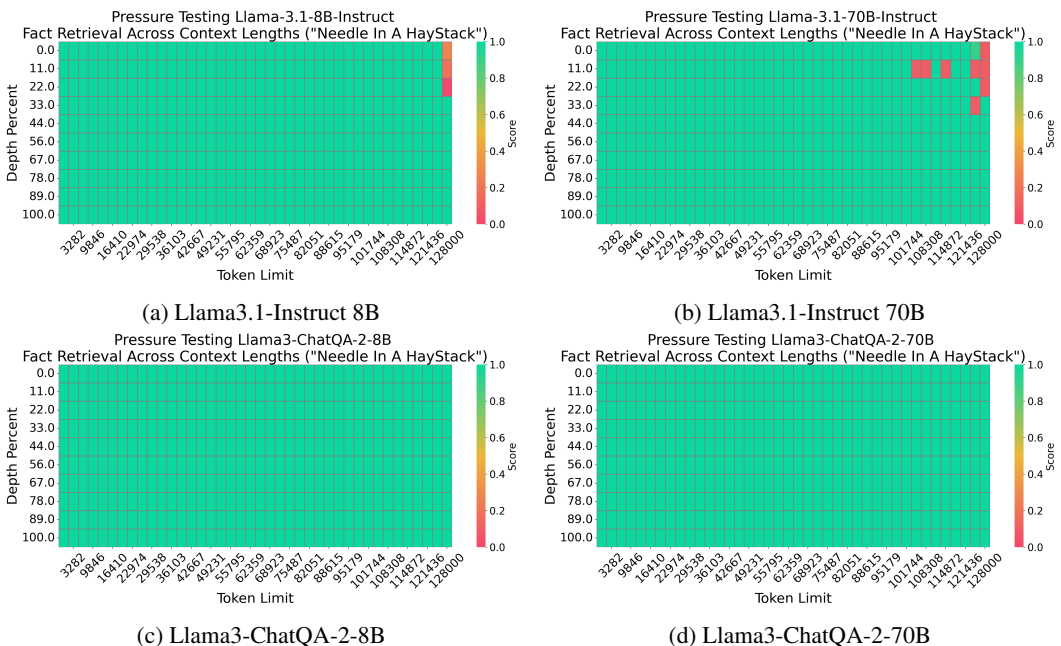 Pressure Testing Llama-3.1-8B-Instruct
Fact Retrieval Across Context Lengths ("Needle In A HayStack")
Depth Percent
0.0
11.0
22.0
33.0
44.0
56.0
67.0
78.0
89.0
100.0
3282 9846 16410 22974 29538 36103 42667 49231 55795 62359 68923 75487 82051 88615 95179 101744 108308 114872 121436 128000
Token Limit
1.0
0.8
0.6
0.4
0.2
0.0
Score
(a) Llama3.1-Instruct 8B
Pressure Testing Llama-3.1-70B-Instruct
Fact Retrieval Across Context Lengths ("Needle In A HayStack")
Depth Percent
0.0
11.0
22.0
33.0
44.0
56.0
67.0
78.0
89.0
100.0
3282 9846 16410 22974 29538 36103 42667 49231 55795 62359 68923 75487 82051 88615 95179 101744 108308 114872 121436 128000
Token Limit
1.0
0.8
0.6
0.4
0.2
0.0
Score
(b) Llama3.1-Instruct 70B
Pressure Testing Llama3-ChatQA-2-8B
Fact Retrieval Across Context Lengths ("Needle In A HayStack")
Depth Percent
0.0
11.0
22.0
33.0
44.0
56.0
67.0
78.0
89.0
100.0
3282 9846 16410 22974 29538 36103 42667 49231 55795 62359 68923 75487 82051 88615 95179 101744 108308 114872 121436 128000
Token Limit
1.0
0.8
0.6
0.4
0.2
0.0
Score
(c) Llama3-ChatQA-2-8B
Pressure Testing Llama3-ChatQA-2-70B
Fact Retrieval Across Context Lengths ("Needle In A HayStack")
Depth Percent
0.0
11.0
22.0
33.0
44.0
56.0
67.0
78.0
89.0
100.0
3282 9846 16410 22974 29538 36103 42667 49231 55795 62359 68923 75487 82051 88615 95179 101744 108308 114872 121436 128000
Token Limit
1.0
0.8
0.6
0.4
0.2
0.0
Score
(d) Llama3-ChatQA-2-70B